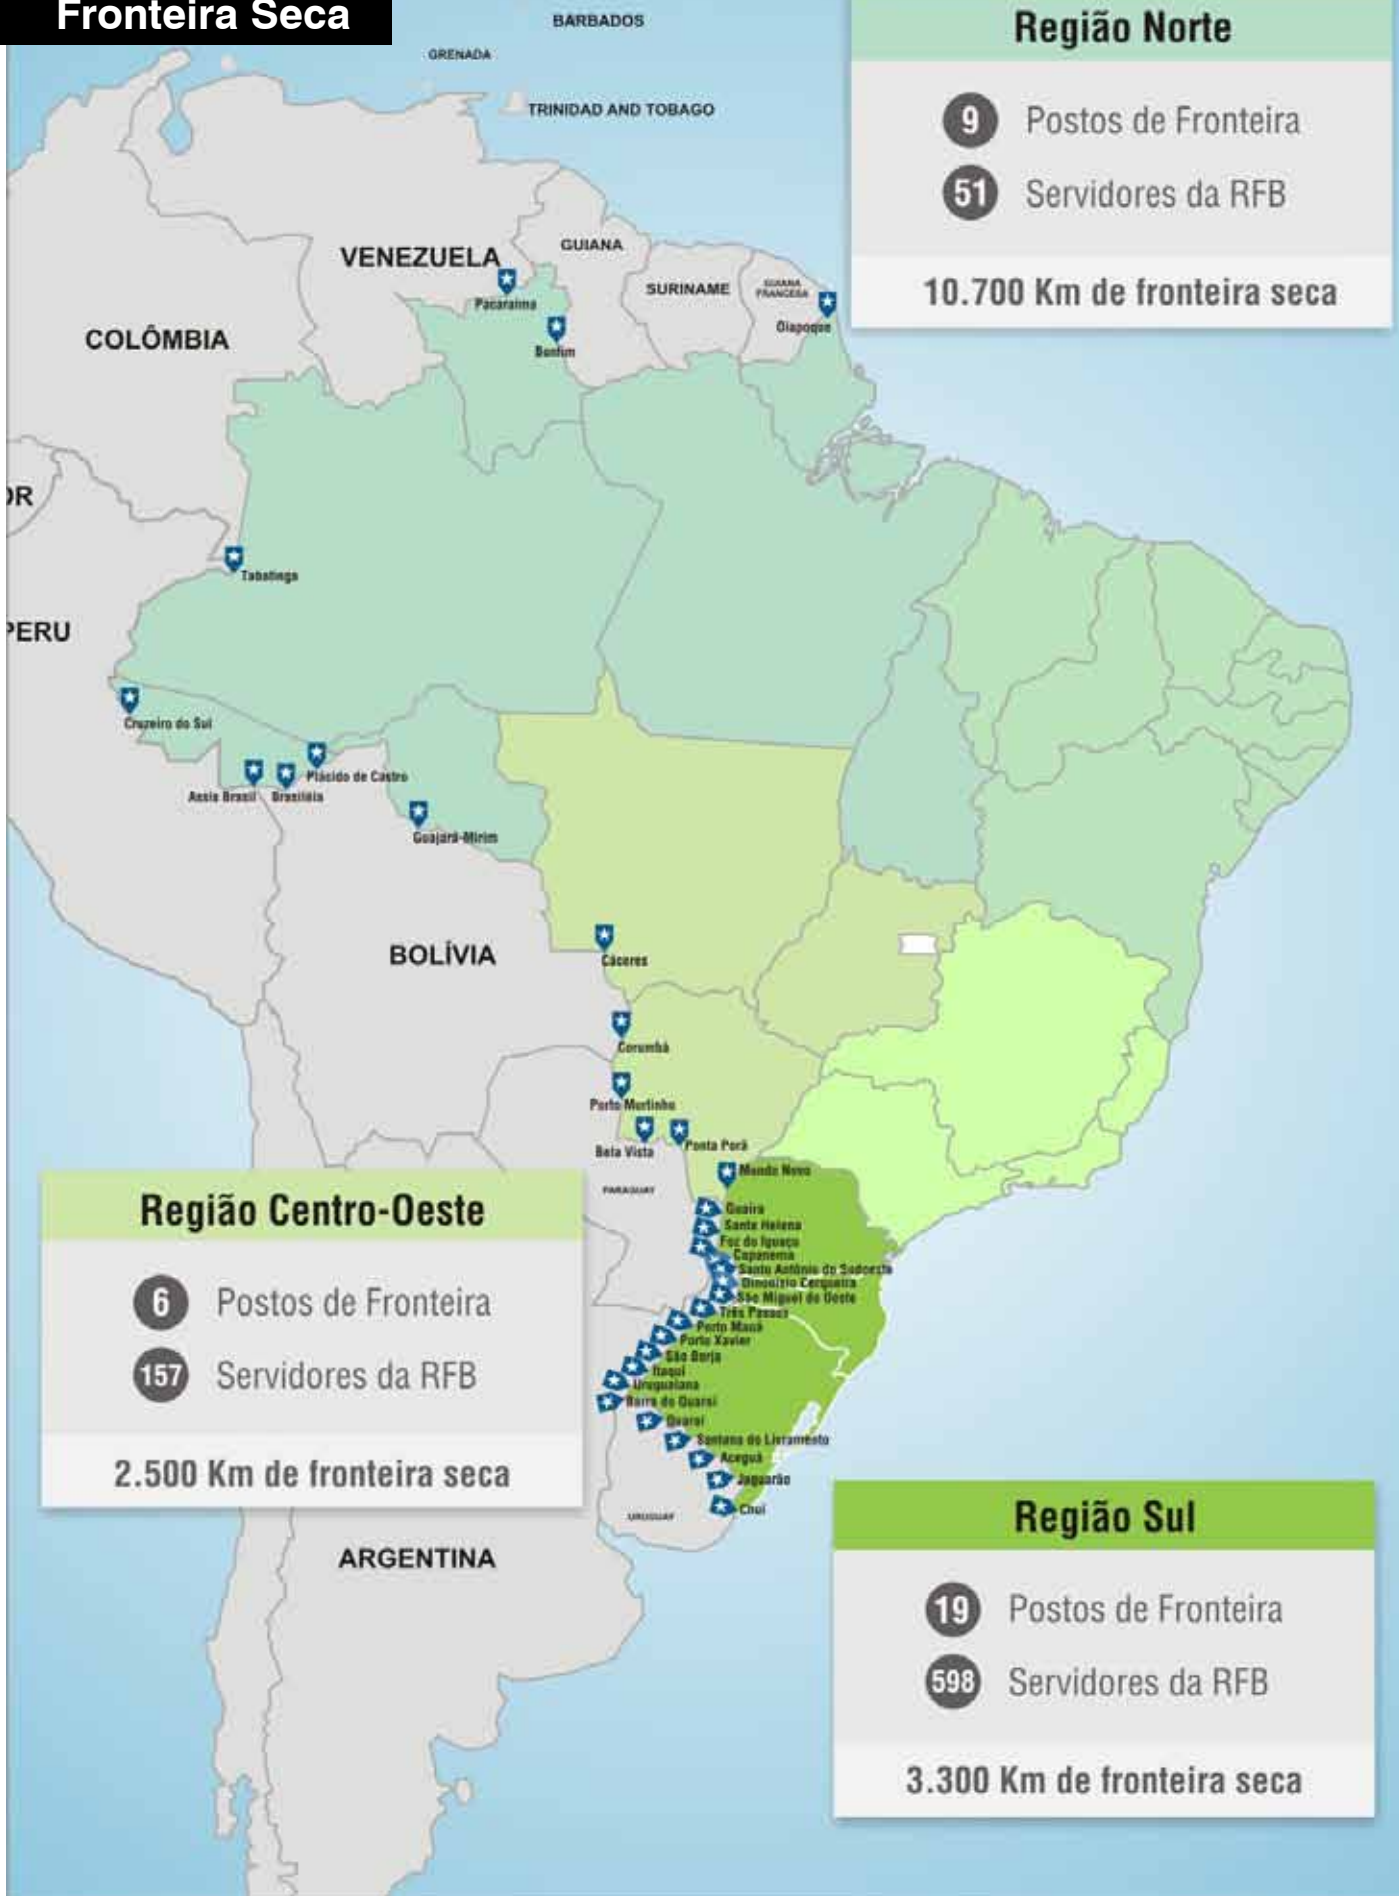 Fronteira Seca
BARBADOS
GRENADA
TRINIDAD AND TOBAGO
Região Norte
9 Postos de Fronteira
51 Servidores da RFB
10.700 Km de fronteira seca
VENEZUELA
GUIANA
SURINAME
GUIANA
FRANCESA
Pacaraima
Oiapoque
Bonfim
COLÔMBIA
OR
Tabatinga
PERU
Cruzeiro do Sul
Plácido de Castro
Assis Brasil
Brasiléia
Guajará-Mirim
BOLÍVIA
Cáceres
Corumbá
Porto Murtinho
Bela Vista
Ponta Porã
Mundo Novo
PARAGUAY
Guaíra
Santa Helena
Foz do Iguaçu
Capanema
Santo Antônio do Sudoeste
Dionísio Cerqueira
São Miguel do Oeste
Três Passos
Porto Mauá
Porto Xavier
São Borja
Itaqui
Uruguaiana
Barra do Quaraí
Quaraí
Santana do Livramento
Aceguá
Jaguarão
Chuí
URUGUAY
Região Centro-Oeste
6 Postos de Fronteira
157 Servidores da RFB
2.500 Km de fronteira seca
ARGENTINA
Região Sul
19 Postos de Fronteira
598 Servidores da RFB
3.300 Km de fronteira seca